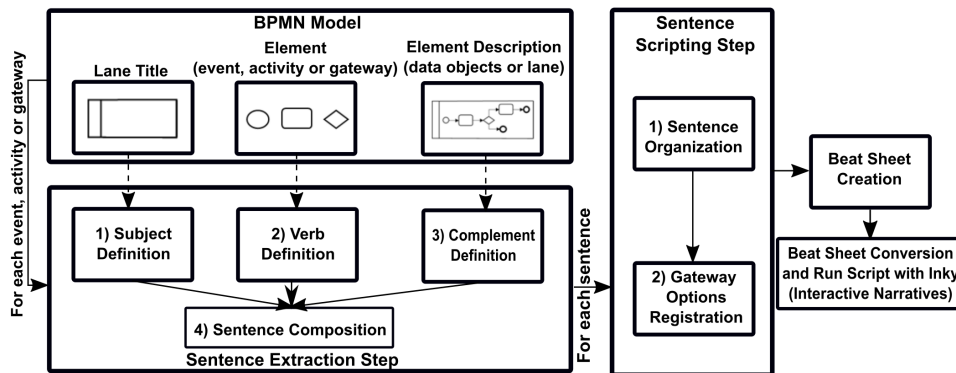 BPMN Model
Lane Title
Element
(event, activity or gateway)
Element Description
(data objects or lane)
For each event, activity or gateway
1) Subject
Definition
2) Verb
Definition
3) Complement
Definition
4) Sentence Composition
Sentence Extraction Step
For each sentence
Sentence
Scripting Step
1) Sentence
Organization
2) Gateway
Options
Registration
Beat Sheet
Creation
Beat Sheet Conversion
and Run Script with Inky
(Interactive Narratives)